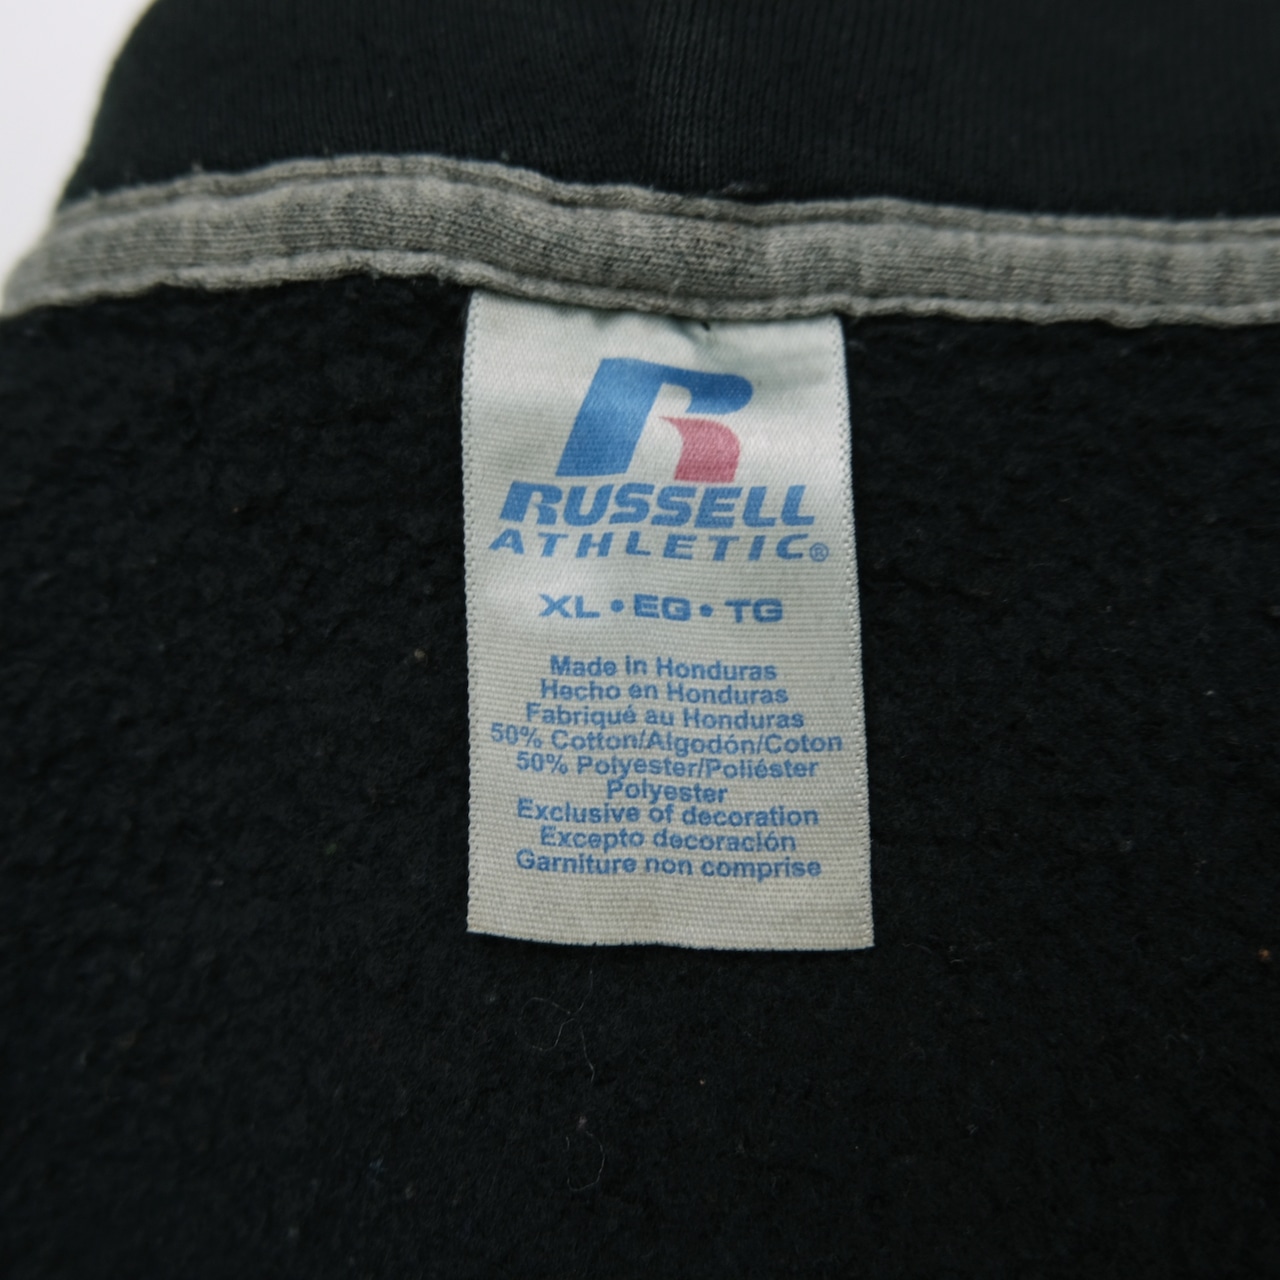 R
RUSSELL
ATHLETIC®
XL • EG • TG
Made in Honduras
Hecho en Honduras
Fabriqué au Honduras
50% Cotton/Algodón/Coton
50% Polyester/Poliéster
Polyester
Exclusive of decoration
Excepto decoración
Garniture non comprise